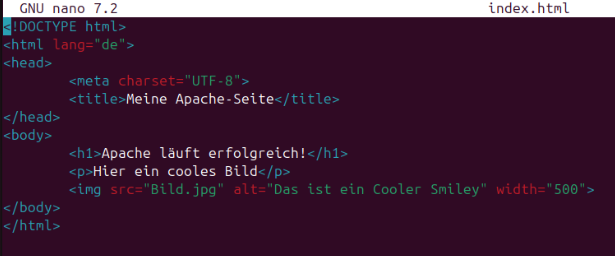 GNU nano 7.2 index.html
<!DOCTYPE html>
<html lang="de">
<head>
<meta charset="UTF-8">
<title>Meine Apache-Seite</title>
</head>
<body>
<h1>Apache läuft erfolgreich!</h1>
<p>Hier ein cooles Bild</p>
<img src="Bild.jpg" alt="Das ist ein Cooler Smiley" width="500">
</body>
</html>